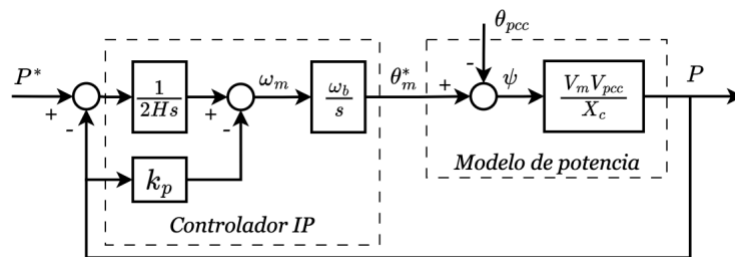 θ_pcc
P*
1
2Hs
ω_m
ω_b
s
θ*_m
ψ
V_m V_pcc
X_c
P
+
-
+
-
+
-
k_p
Modelo de potencia
Controlador IP